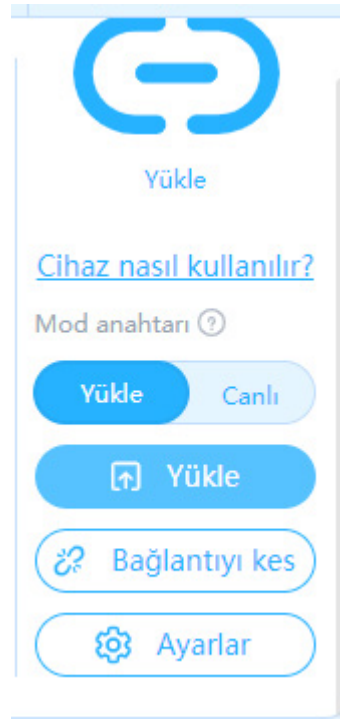 Yükle
Cihaz nasıl kullanılır?
Mod anahtarı ?
Yükle Canlı
Yükle
Bağlantıyı kes
Ayarlar